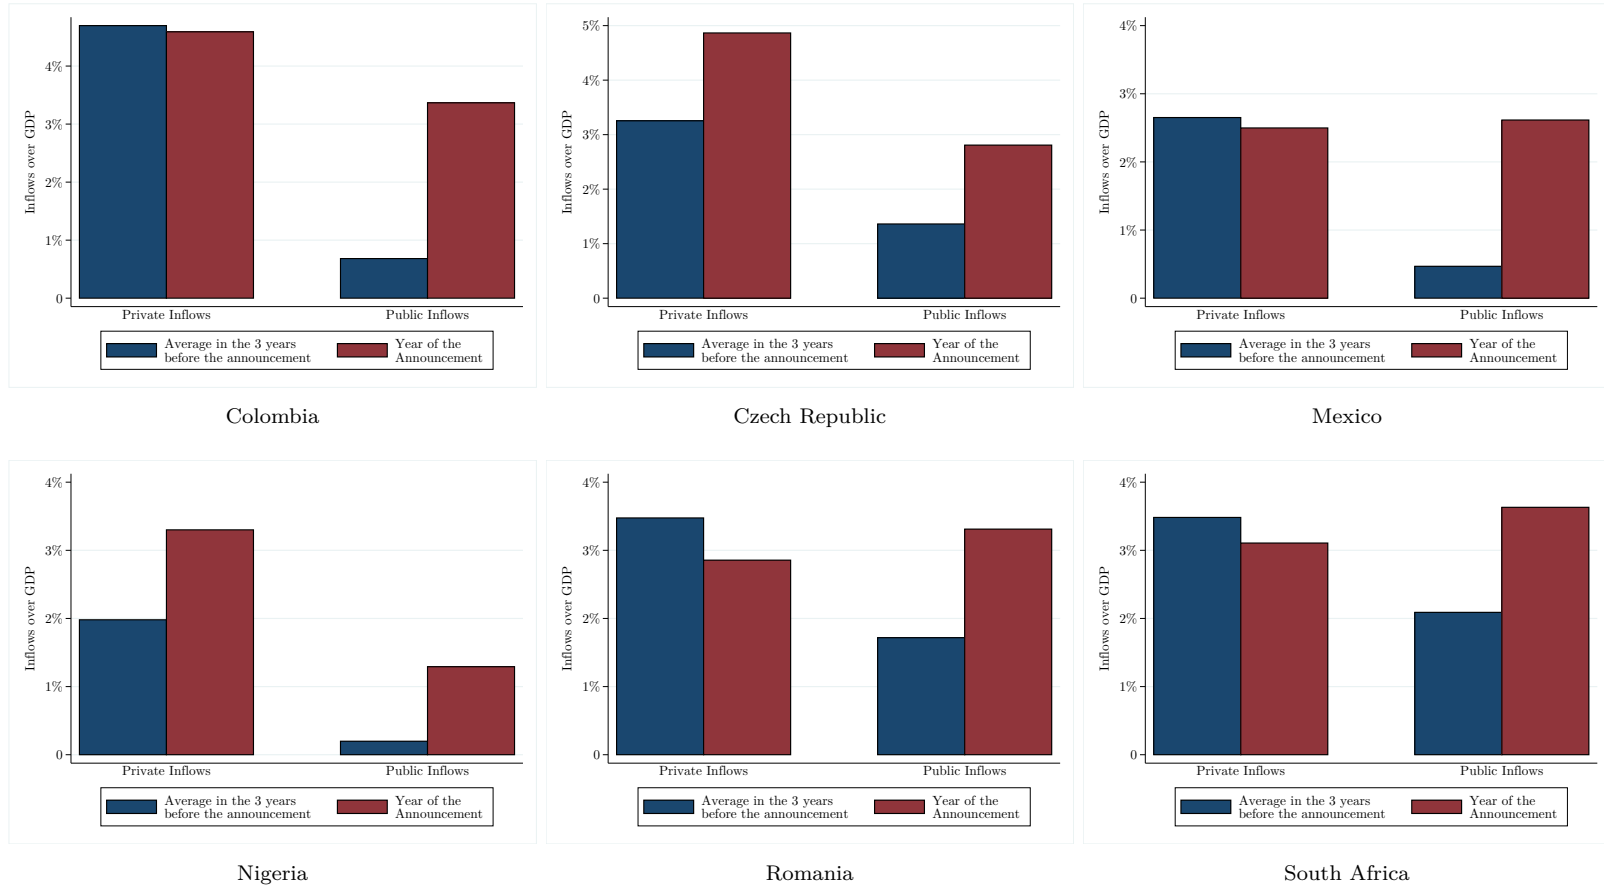 Inflows over GDP
4%
3%
2%
1%
0
Private Inflows
Public Inflows
Average in the 3 years
before the announcement
Year of the
Announcement
Colombia
Inflows over GDP
5%
4%
3%
2%
1%
0
Private Inflows
Public Inflows
Average in the 3 years
before the announcement
Year of the
Announcement
Czech Republic
Inflows over GDP
4%
3%
2%
1%
0
Private Inflows
Public Inflows
Average in the 3 years
before the announcement
Year of the
Announcement
Mexico
Inflows over GDP
4%
3%
2%
1%
0
Private Inflows
Public Inflows
Average in the 3 years
before the announcement
Year of the
Announcement
Nigeria
Inflows over GDP
4%
3%
2%
1%
0
Private Inflows
Public Inflows
Average in the 3 years
before the announcement
Year of the
Announcement
Romania
Inflows over GDP
4%
3%
2%
1%
0
Private Inflows
Public Inflows
Average in the 3 years
before the announcement
Year of the
Announcement
South Africa